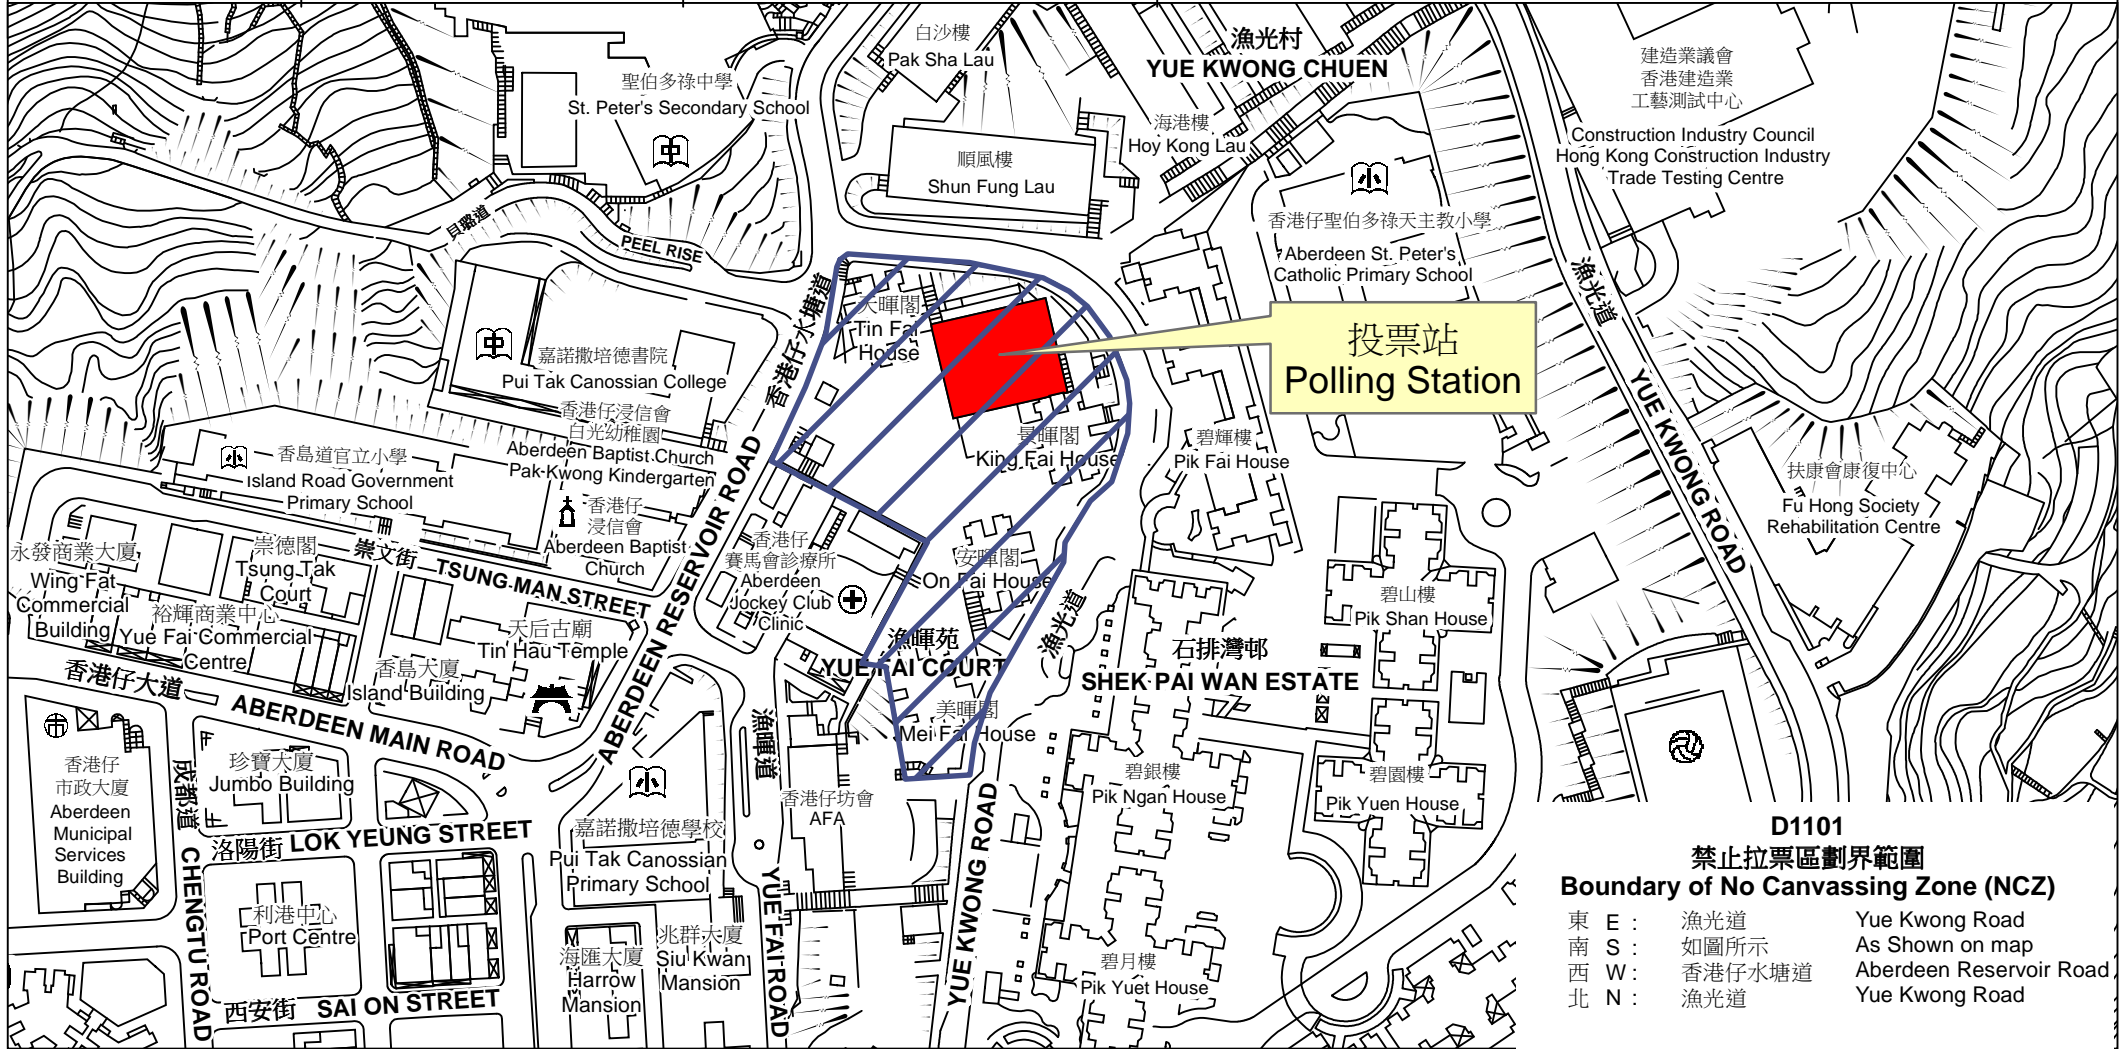 白沙樓
Pak Sha Lau
漁光村
YUE KWONG CHUEN
建造業議會
香港建造業
工藝測試中心
Construction Industry Council
Hong Kong Construction Industry
Trade Testing Centre
聖伯多祿中學
St. Peter's Secondary School
中
海港樓
Hoy Kong Lau
順風樓
Shun Fung Lau
小
香港仔聖伯多祿天主教小學
Aberdeen St. Peter's
Catholic Primary School
貝璐道
PEEL RISE
香港仔水塘道
天暉閣
Tin Fai
House
漁光道
YUE KWONG ROAD
投票站
Polling Station
中
嘉諾撒培德書院
Pui Tak Canossian College
香港仔浸信會
白光幼稚園
Aberdeen Baptist Church
Pak Kwong Kindergarten
景暉閣
King Fai House
碧輝樓
Pik Fai House
扶康會康復中心
Fu Hong Society
Rehabilitation Centre
小
香島道官立小學
Island Road Government
Primary School
香港仔
浸信會
Aberdeen Baptist
Church
ABERDEEN RESERVOIR ROAD
香港仔
賽馬會診療所
Aberdeen
Jockey Club
Clinic
安暉閣
On Fai House
永發商業大廈
Wing Fat
Commercial
Building
崇德閣
Tsung Tak
Court
崇文街
TSUNG MAN STREET
裕輝商業中心
Yue Fai Commercial
Centre
天后古廟
Tin Hau Temple
漁暉苑
YUE FAI COURT
漁光道
石排灣邨
SHEK PAI WAN ESTATE
碧山樓
Pik Shan House
香港仔大道
ABERDEEN MAIN ROAD
香島大廈
Island Building
美暉閣
Mei Fai House
市
香港仔
市政大廈
Aberdeen
Municipal
Services
Building
成都道
CHENGTU ROAD
珍寶大廈
Jumbo Building
小
漁暉道
YUE FAI ROAD
香港仔坊會
AFA
碧銀樓
Pik Ngan House
碧園樓
Pik Yuen House
洛陽街 LOK YEUNG STREET
嘉諾撒培德學校
Pui Tak Canossian
Primary School
YUE KWONG ROAD
利港中心
Port Centre
海匯大廈
Harrow
Mansion
兆群大廈
Siu Kwan
Mansion
碧月樓
Pik Yuet House
西安街 SAI ON STREET
D1101
禁止拉票區劃界範圍
Boundary of No Canvassing Zone (NCZ)
東 E : 漁光道 Yue Kwong Road
南 S : 如圖所示 As Shown on map
西 W : 香港仔水塘道 Aberdeen Reservoir Road
北 N : 漁光道 Yue Kwong Road